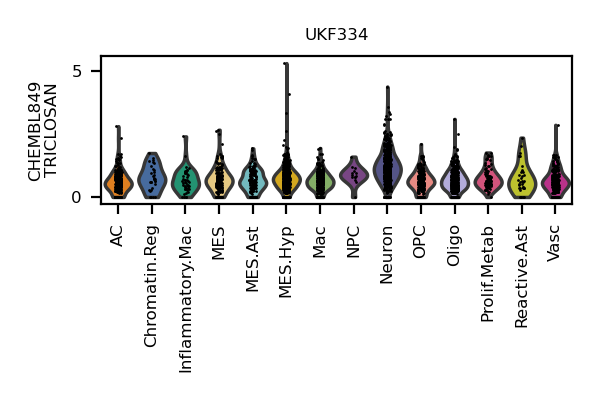 UKF334
CHEMBL849
TRICLOSAN
5
0
AC
Chromatin.Reg
Inflammatory.Mac
MES
MES.Ast
MES.Hyp
Mac
NPC
Neuron
OPC
Oligo
Prolif.Metab
Reactive.Ast
Vasc